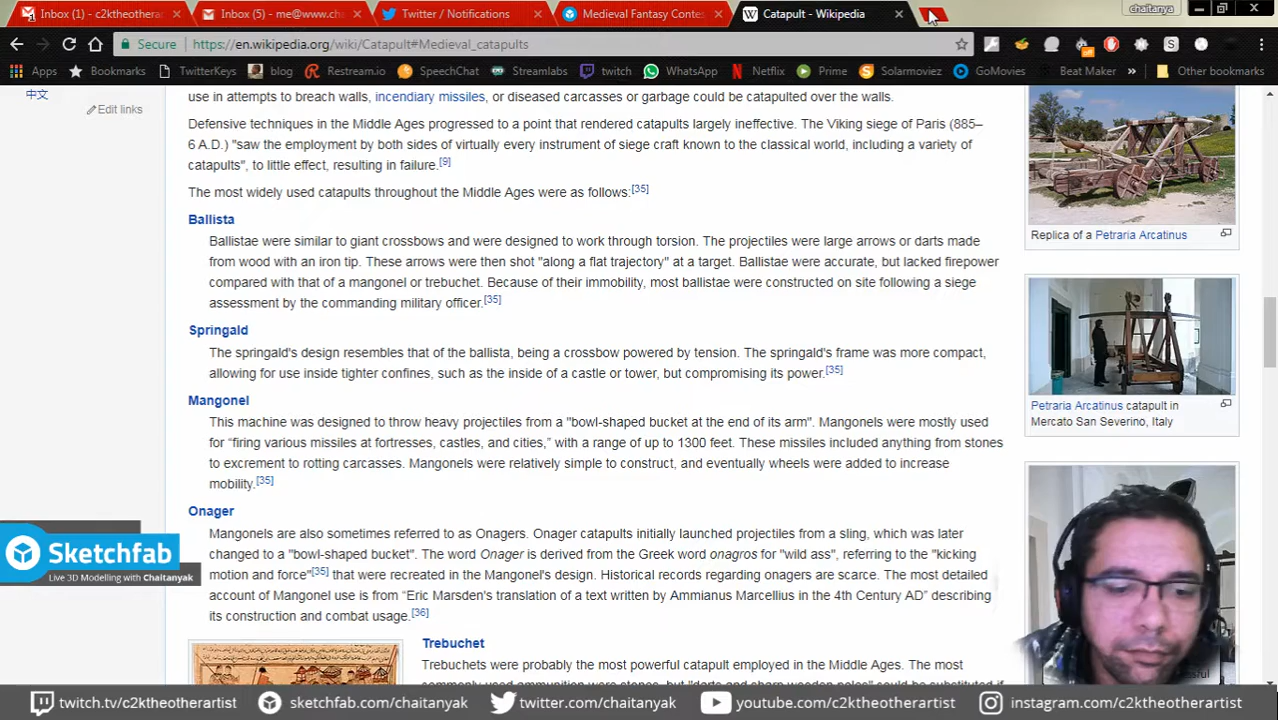 Inbox (1) - c2ktheotherar
Inbox (5) - me@www.cha
Twitter / Notifications
Medieval Fantasy Contes
Catapult - Wikipedia
chaitanya
Secure
https://en.wikipedia.org/wiki/Catapult#Medieval_catapults
Apps
Bookmarks
TwitterKeys
blog
Restream.io
SpeechChat
Streamlabs
twitch
WhatsApp
Netflix
Prime
Solarmoviez
GoMovies
Beat Maker
»
Other bookmarks
中文
Edit links
use in attempts to breach walls, incendiary missiles, or diseased carcasses or garbage could be catapulted over the walls.
Defensive techniques in the Middle Ages progressed to a point that rendered catapults largely ineffective. The Viking siege of Paris (885–
6 A.D.) "saw the employment by both sides of virtually every instrument of siege craft known to the classical world, including a variety of
catapults", to little effect, resulting in failure.[9]
The most widely used catapults throughout the Middle Ages were as follows:[35]
Ballista
Ballistae were similar to giant crossbows and were designed to work through torsion. The projectiles were large arrows or darts made
from wood with an iron tip. These arrows were then shot "along a flat trajectory" at a target. Ballistae were accurate, but lacked firepower
compared with that of a mangonel or trebuchet. Because of their immobility, most ballistae were constructed on site following a siege
assessment by the commanding military officer.[35]
Springald
The springald's design resembles that of the ballista, being a crossbow powered by tension. The springald's frame was more compact,
allowing for use inside tighter confines, such as the inside of a castle or tower, but compromising its power.[35]
Mangonel
This machine was designed to throw heavy projectiles from a "bowl-shaped bucket at the end of its arm". Mangonels were mostly used
for “firing various missiles at fortresses, castles, and cities,” with a range of up to 1300 feet. These missiles included anything from stones
to excrement to rotting carcasses. Mangonels were relatively simple to construct, and eventually wheels were added to increase
mobility.[35]
Onager
Mangonels are also sometimes referred to as Onagers. Onager catapults initially launched projectiles from a sling, which was later
changed to a "bowl-shaped bucket". The word Onager is derived from the Greek word onagros for "wild ass", referring to the "kicking
motion and force"[35] that were recreated in the Mangonel's design. Historical records regarding onagers are scarce. The most detailed
account of Mangonel use is from “Eric Marsden's translation of a text written by Ammianus Marcellius in the 4th Century AD” describing
its construction and combat usage.[36]
Trebuchet
Trebuchets were probably the most powerful catapult employed in the Middle Ages. The most
commonly used ammunition were stones, but "darts and sharp wooden poles" could be substituted if
Replica of a Petraria Arcatinus
Petraria Arcatinus catapult in
Mercato San Severino, Italy
Sketchfab
Live 3D Modelling with Chaitanyak
twitch.tv/c2ktheotherartist
sketchfab.com/chaitanyak
twitter.com/chaitanyak
youtube.com/c2ktheotherartist
instagram.com/c2ktheotherartist